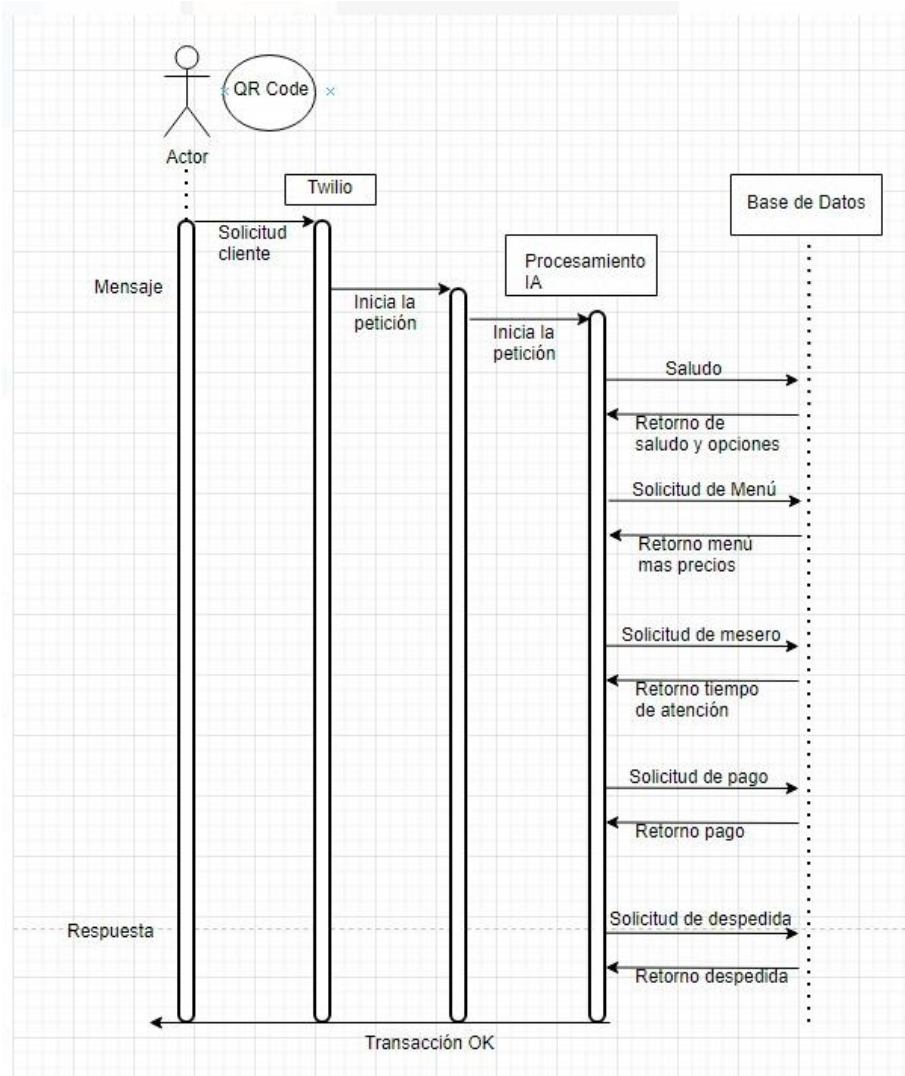 QR Code
Actor
Twilio
Base de Datos
Solicitud
cliente
Procesamiento
IA
Mensaje
Inicia la
petición
Inicia la
petición
Saludo
Retorno de
saludo y opciones
Solicitud de Menú
Retorno menú
mas precios
Solicitud de mesero
Retorno tiempo
de atención
Solicitud de pago
Retorno pago
Solicitud de despedida
Respuesta
Retorno despedida
Transacción OK